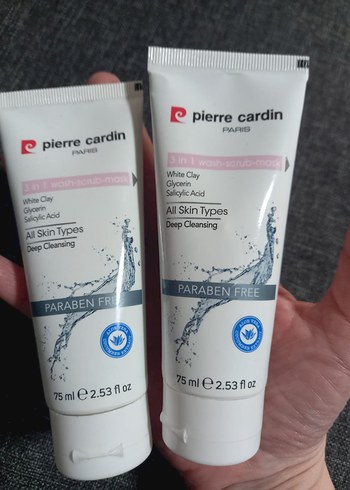 pierre cardin
PARIS
3 in 1 wash-scrub-mask
White Clay
Glycerin
Salicylic Acid
All Skin Types
Deep Cleansing
PARABEN FREE
75 ml ℮ 2.53 fl oz
pierre cardin
PARIS
3 in 1 wash-scrub-mask
White Clay
Glycerin
Salicylic Acid
All Skin Types
Deep Cleansing
PARABEN FREE
75 ml ℮ 2.53 fl oz